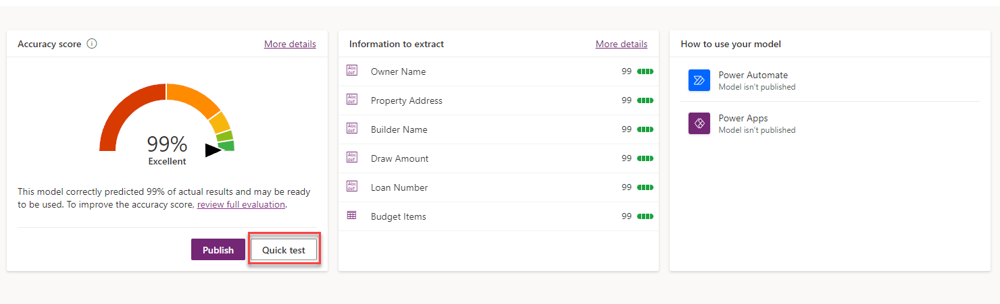 Accuracy score
More details
99%
Excellent
This model correctly predicted 99% of actual results and may be ready
to be used. To improve the accuracy score, review full evaluation.
Publish
Quick test
Information to extract
More details
Abc
def
Owner Name
99
Abc
def
Property Address
99
Abc
def
Builder Name
99
Abc
def
Draw Amount
99
Abc
def
Loan Number
99
Budget Items
99
How to use your model
Power Automate
Model isn't published
Power Apps
Model isn't published